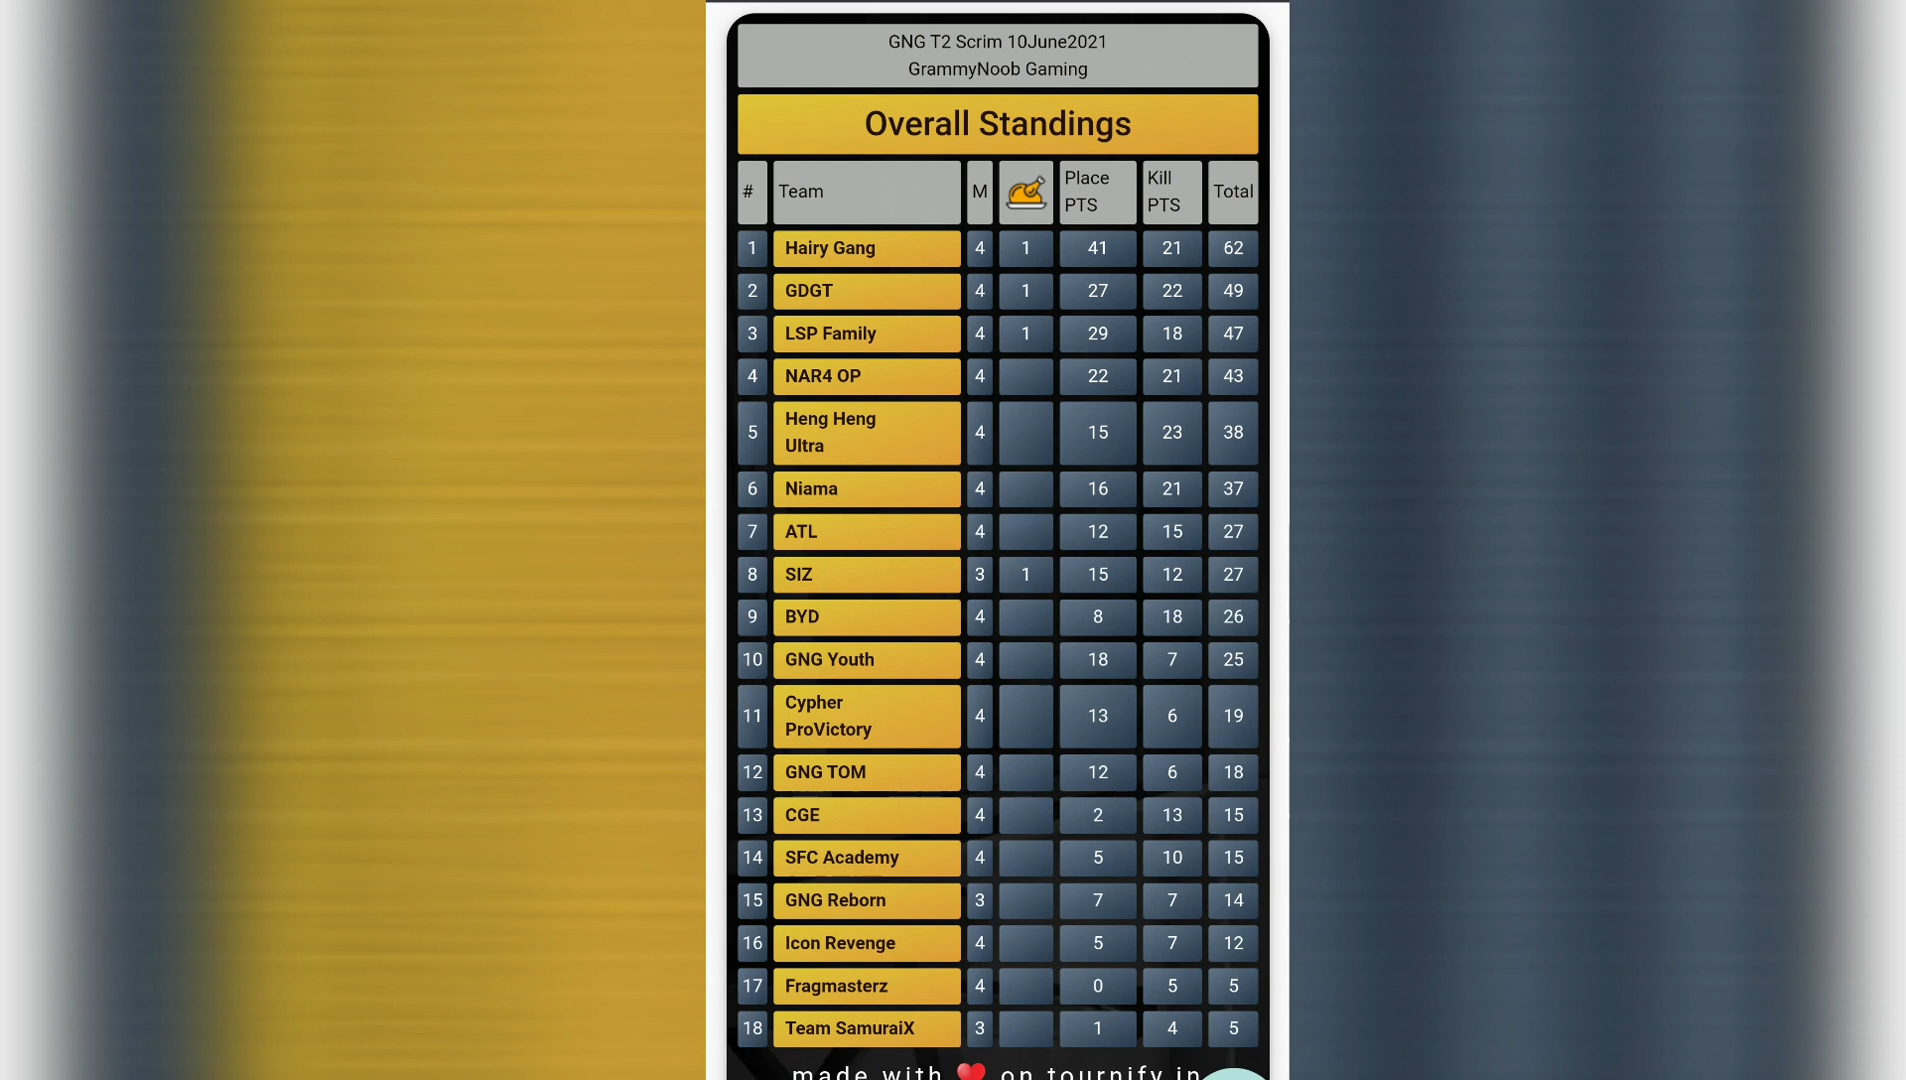 GNG T2 Scrim 10June2021
GrammyNoob Gaming
Overall Standings
# Team M Place PTS Kill PTS Total
1 Hairy Gang 4 1 41 21 62
2 GDGT 4 1 27 22 49
3 LSP Family 4 1 29 18 47
4 NAR4 OP 4 22 21 43
5 Heng Heng Ultra 4 15 23 38
6 Niama 4 16 21 37
7 ATL 4 12 15 27
8 SIZ 3 1 15 12 27
9 BYD 4 8 18 26
10 GNG Youth 4 18 7 25
11 Cypher ProVictory 4 13 6 19
12 GNG TOM 4 12 6 18
13 CGE 4 2 13 15
14 SFC Academy 4 5 10 15
15 GNG Reborn 3 7 7 14
16 Icon Revenge 4 5 7 12
17 Fragmasterz 4 0 5 5
18 Team SamuraiX 3 1 4 5
made with ❤️ on tournify.in